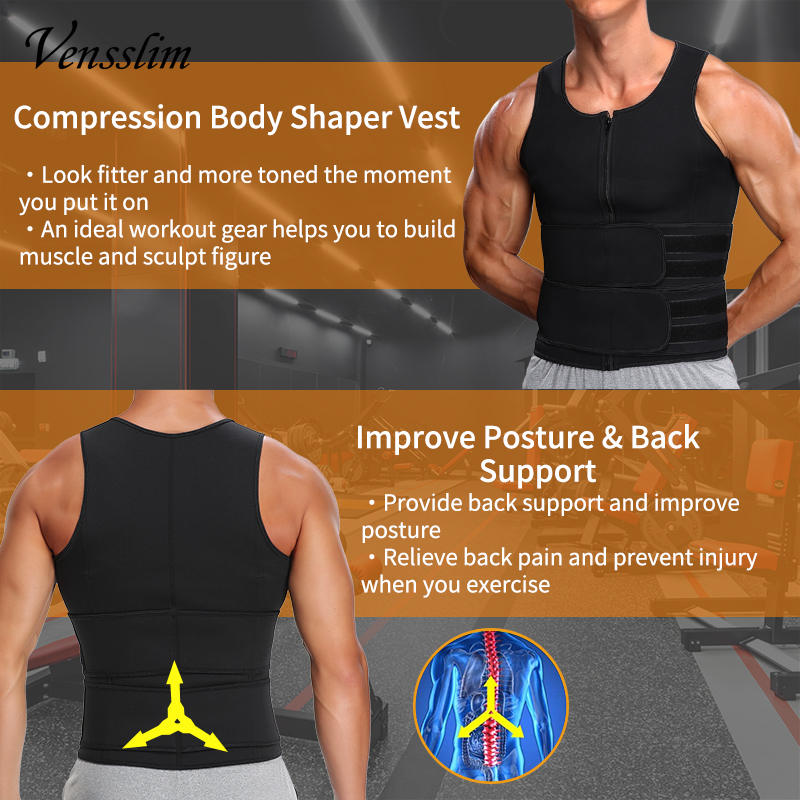 Vensslim
Compression Body Shaper Vest
・Look fitter and more toned the moment
you put it on
・An ideal workout gear helps you to build
muscle and sculpt figure
Improve Posture & Back
Support
・Provide back support and improve
posture
・Relieve back pain and prevent injury
when you exercise